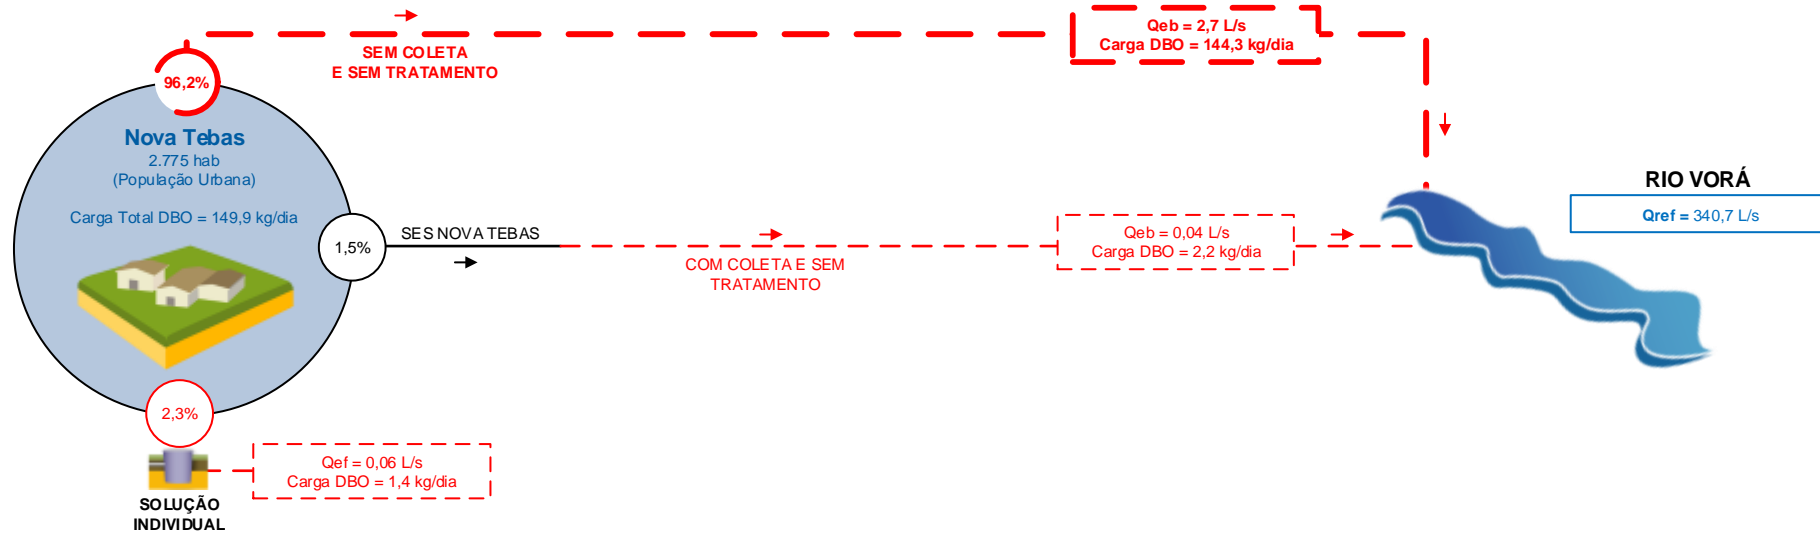 Qeb = 2,7 L/s
Carga DBO = 144,3 kg/dia
SEM COLETA
E SEM TRATAMENTO
96,2%
Nova Tebas
2.775 hab
(População Urbana)
Carga Total DBO = 149,9 kg/dia
1,5%
SES NOVA TEBAS
COM COLETA E SEM
TRATAMENTO
Qeb = 0,04 L/s
Carga DBO = 2,2 kg/dia
RIO VORÁ
Qref = 340,7 L/s
2,3%
Qef = 0,06 L/s
Carga DBO = 1,4 kg/dia
SOLUÇÃO
INDIVIDUAL